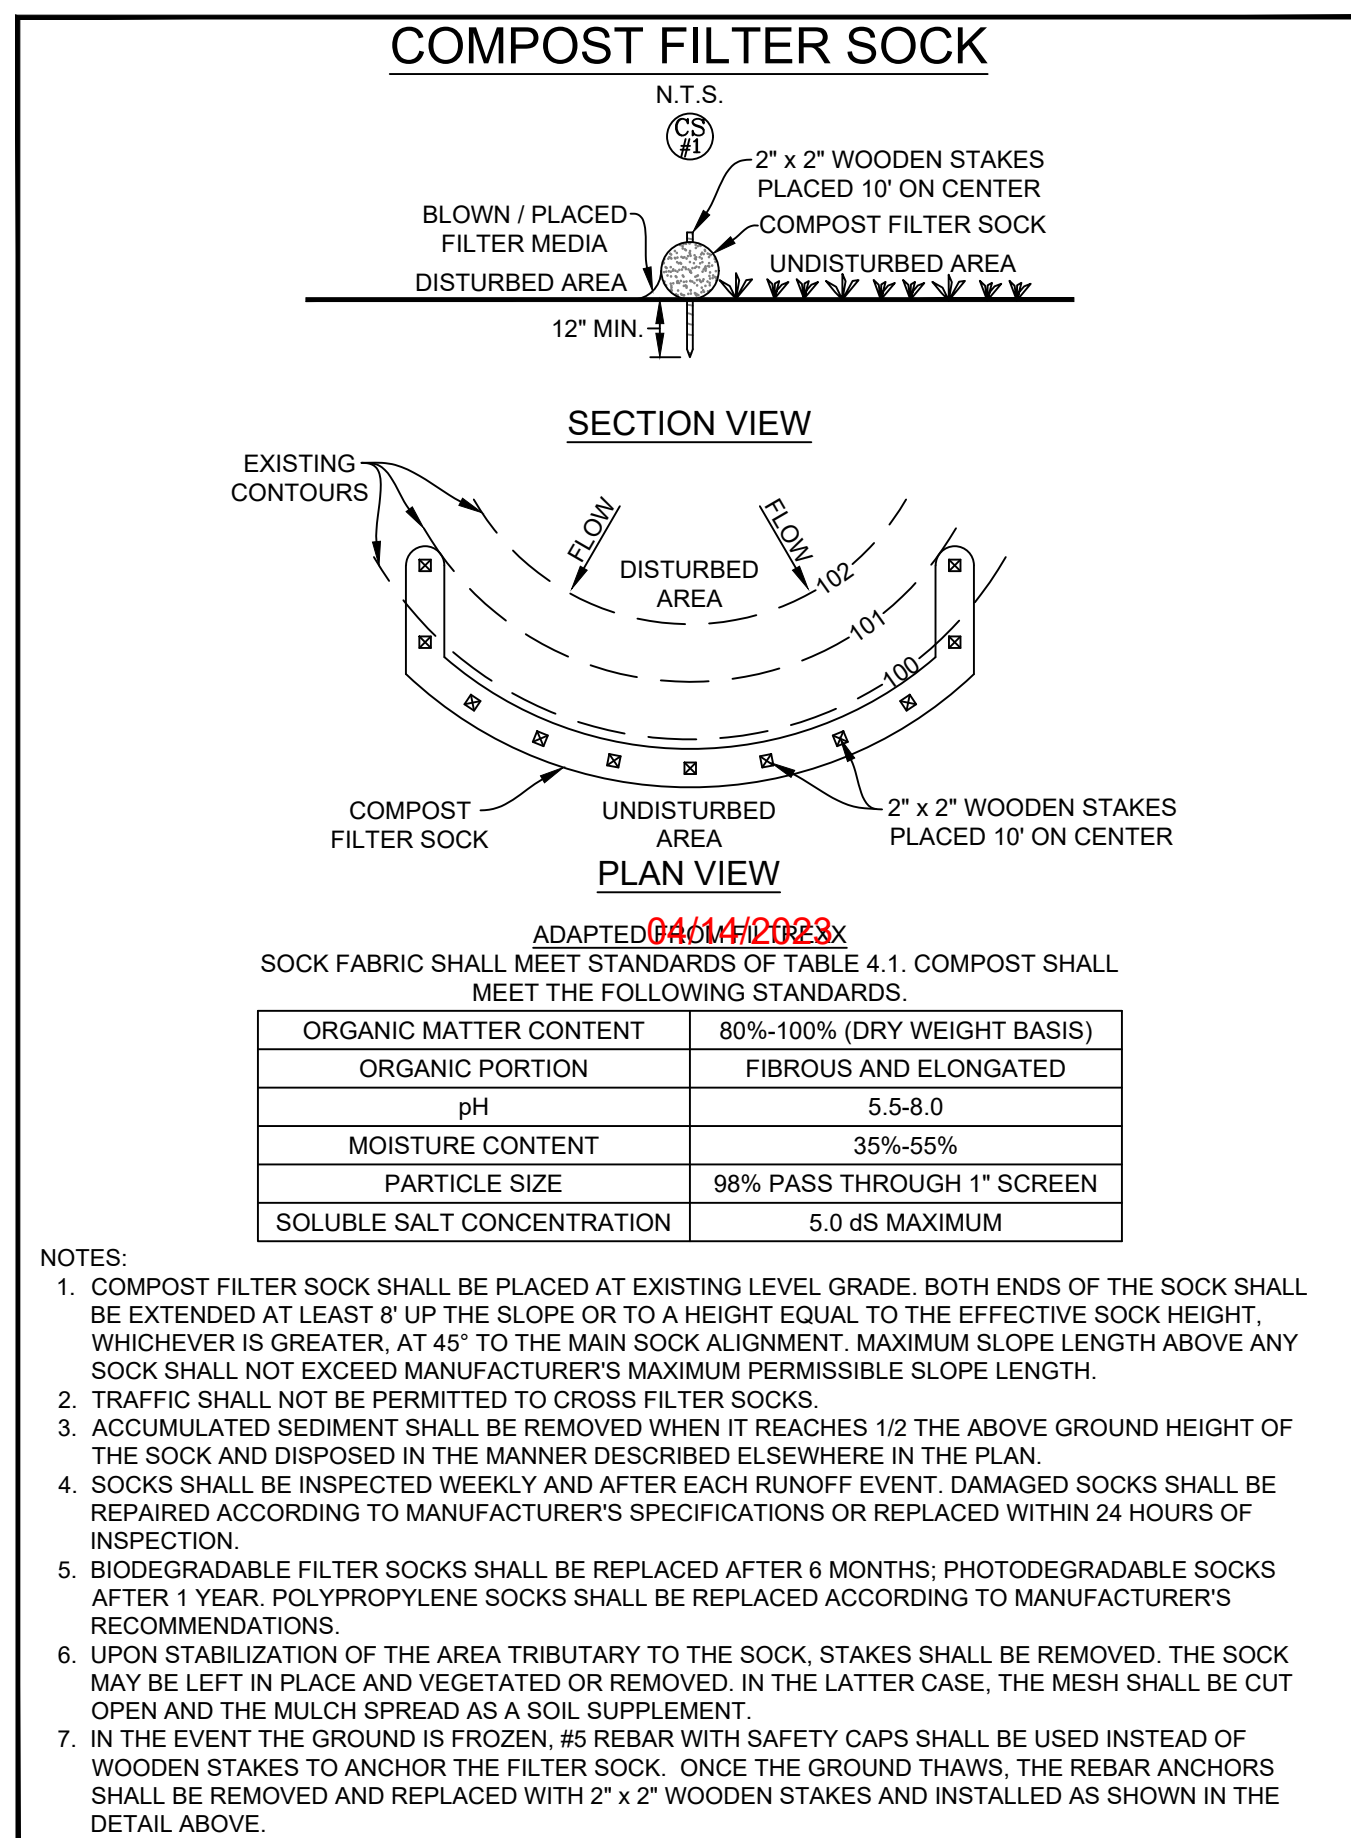 COMPOST FILTER SOCK
N.T.S.
CS
#1
2" x 2" WOODEN STAKES
PLACED 10' ON CENTER
BLOWN / PLACED
FILTER MEDIA
COMPOST FILTER SOCK
UNDISTURBED AREA
DISTURBED AREA
12" MIN.
SECTION VIEW
EXISTING
CONTOURS
FLOW
FLOW
DISTURBED
AREA
102
101
100
COMPOST
FILTER SOCK
UNDISTURBED
AREA
2" x 2" WOODEN STAKES
PLACED 10' ON CENTER
PLAN VIEW
ADAPTED FROM FILTREXX
04/14/2023
SOCK FABRIC SHALL MEET STANDARDS OF TABLE 4.1. COMPOST SHALL
MEET THE FOLLOWING STANDARDS.
ORGANIC MATTER CONTENT 80%-100% (DRY WEIGHT BASIS)
ORGANIC PORTION FIBROUS AND ELONGATED
pH 5.5-8.0
MOISTURE CONTENT 35%-55%
PARTICLE SIZE 98% PASS THROUGH 1" SCREEN
SOLUBLE SALT CONCENTRATION 5.0 dS MAXIMUM
NOTES:
1. COMPOST FILTER SOCK SHALL BE PLACED AT EXISTING LEVEL GRADE. BOTH ENDS OF THE SOCK SHALL
BE EXTENDED AT LEAST 8' UP THE SLOPE OR TO A HEIGHT EQUAL TO THE EFFECTIVE SOCK HEIGHT,
WHICHEVER IS GREATER, AT 45° TO THE MAIN SOCK ALIGNMENT. MAXIMUM SLOPE LENGTH ABOVE ANY
SOCK SHALL NOT EXCEED MANUFACTURER'S MAXIMUM PERMISSIBLE SLOPE LENGTH.
2. TRAFFIC SHALL NOT BE PERMITTED TO CROSS FILTER SOCKS.
3. ACCUMULATED SEDIMENT SHALL BE REMOVED WHEN IT REACHES 1/2 THE ABOVE GROUND HEIGHT OF
THE SOCK AND DISPOSED IN THE MANNER DESCRIBED ELSEWHERE IN THE PLAN.
4. SOCKS SHALL BE INSPECTED WEEKLY AND AFTER EACH RUNOFF EVENT. DAMAGED SOCKS SHALL BE
REPAIRED ACCORDING TO MANUFACTURER'S SPECIFICATIONS OR REPLACED WITHIN 24 HOURS OF
INSPECTION.
5. BIODEGRADABLE FILTER SOCKS SHALL BE REPLACED AFTER 6 MONTHS; PHOTODEGRADABLE SOCKS
AFTER 1 YEAR. POLYPROPYLENE SOCKS SHALL BE REPLACED ACCORDING TO MANUFACTURER'S
RECOMMENDATIONS.
6. UPON STABILIZATION OF THE AREA TRIBUTARY TO THE SOCK, STAKES SHALL BE REMOVED. THE SOCK
MAY BE LEFT IN PLACE AND VEGETATED OR REMOVED. IN THE LATTER CASE, THE MESH SHALL BE CUT
OPEN AND THE MULCH SPREAD AS A SOIL SUPPLEMENT.
7. IN THE EVENT THE GROUND IS FROZEN, #5 REBAR WITH SAFETY CAPS SHALL BE USED INSTEAD OF
WOODEN STAKES TO ANCHOR THE FILTER SOCK. ONCE THE GROUND THAWS, THE REBAR ANCHORS
SHALL BE REMOVED AND REPLACED WITH 2" x 2" WOODEN STAKES AND INSTALLED AS SHOWN IN THE
DETAIL ABOVE.